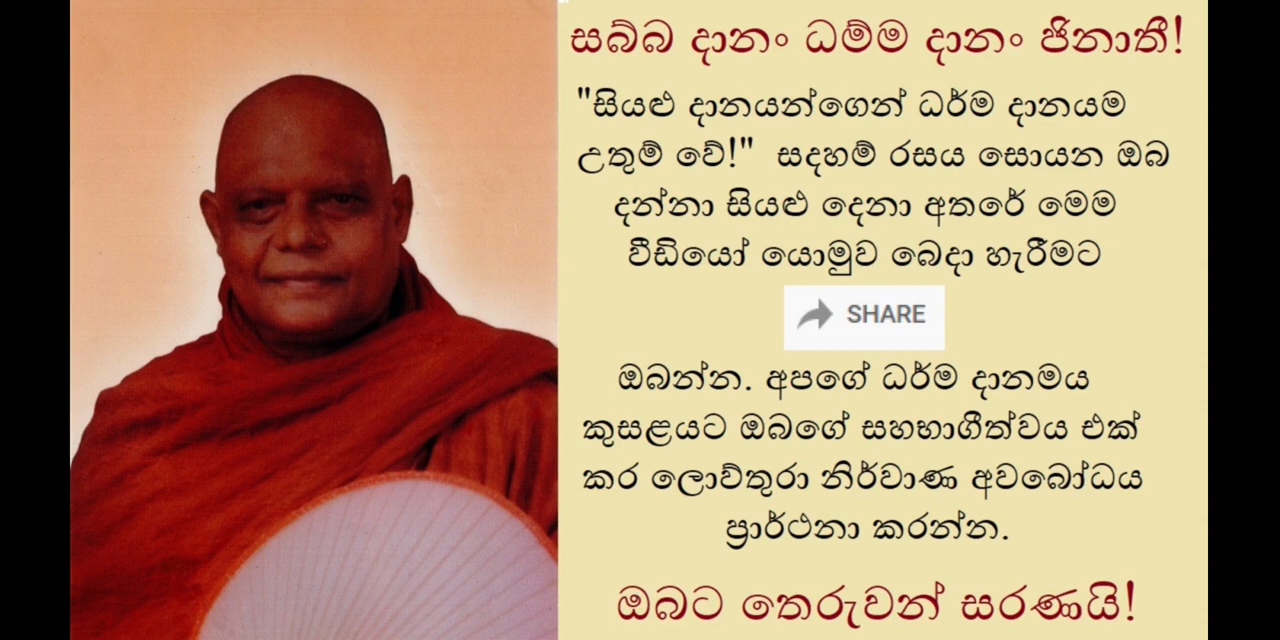 සබ්බ දානං ධම්ම දානං ජිනාතී!
"සියළු දානයන්ගෙන් ධර්ම දානයම
උතුම් වේ!" සදහම් රසය සොයන ඔබ
දන්නා සියළු දෙනා අතරේ මෙම
වීඩියෝ යොමුව බෙදා හැරීමට
SHARE
ඔබන්න. අපගේ ධර්ම දානමය
කුසළයට ඔබගේ සහභාගීත්වය එක්
කර ලොව්තුරා නිර්වාණ අවබෝධය
ප්‍රාර්ථනා කරන්න.
ඔබට තෙරුවන් සරණයි!